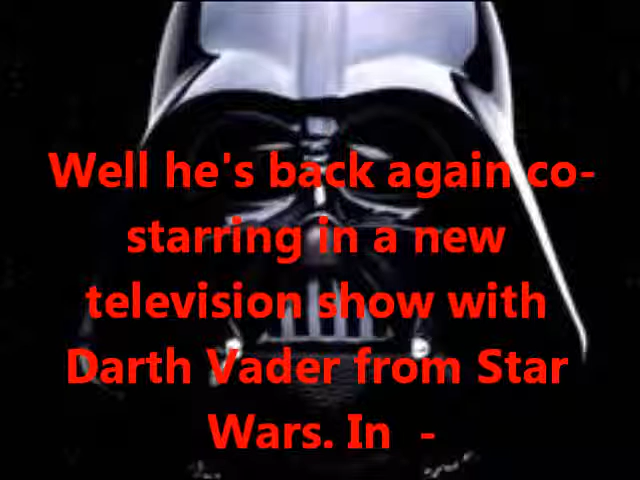 Well he's back again co-
starring in a new
television show with
Darth Vader from Star
Wars. In  -